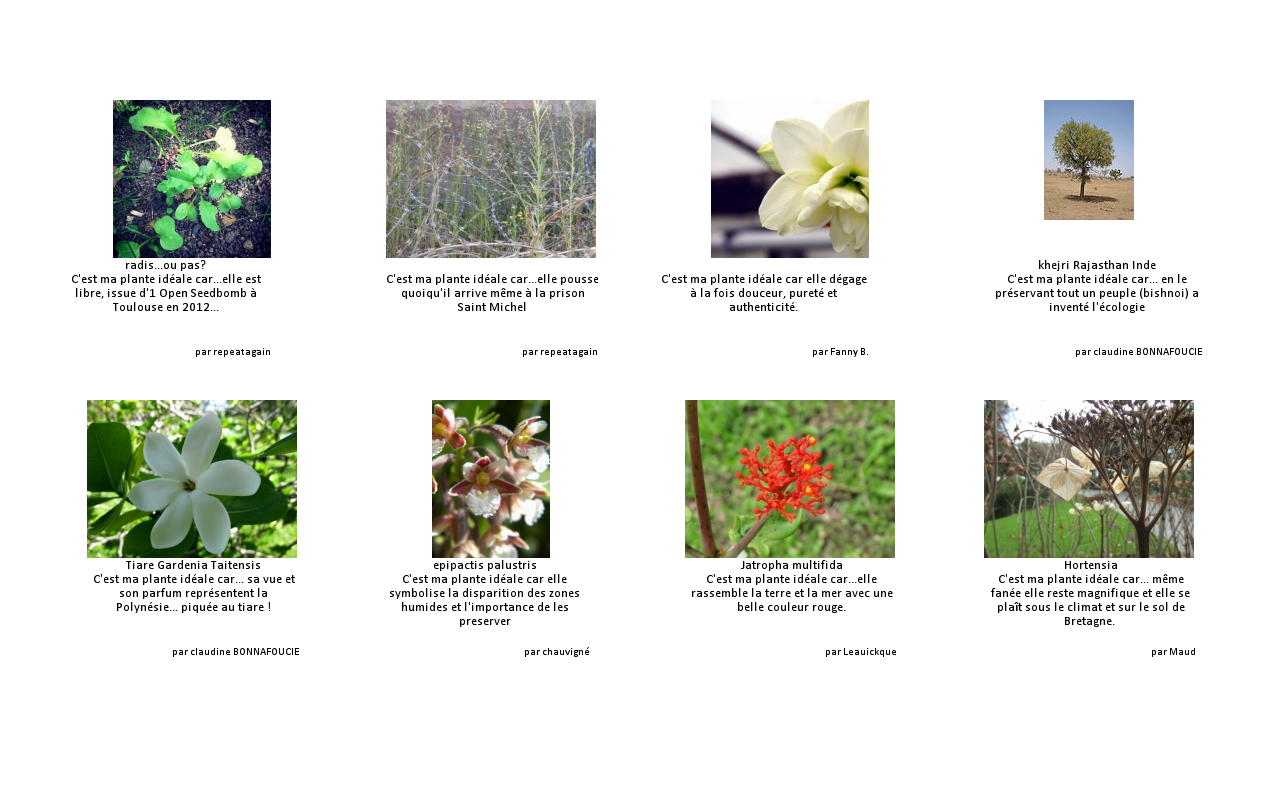 radis...ou pas?
C'est ma plante idéale car...elle est
libre, issue d'1 Open Seedbomb à
Toulouse en 2012...
par repeatagain
C'est ma plante idéale car...elle pousse
quoiqu'il arrive même à la prison
Saint Michel
par repeatagain
C'est ma plante idéale car elle dégage
à la fois douceur, pureté et
authenticité.
par Fanny B.
khejri Rajasthan Inde
C'est ma plante idéale car... en le
préservant tout un peuple (bishnoi) a
inventé l'écologie
par claudine BONNAFOUCIE
Tiare Gardenia Taitensis
C'est ma plante idéale car... sa vue et
son parfum représentent la
Polynésie... piquée au tiare !
par claudine BONNAFOUCIE
epipactis palustris
C'est ma plante idéale car elle
symbolise la disparition des zones
humides et l'importance de les
preserver
par chauvigné
Jatropha multifida
C'est ma plante idéale car...elle
rassemble la terre et la mer avec une
belle couleur rouge.
par Leauickque
Hortensia
C'est ma plante idéale car... même
fanée elle reste magnifique et elle se
plaît sous le climat et sur le sol de
Bretagne.
par Maud